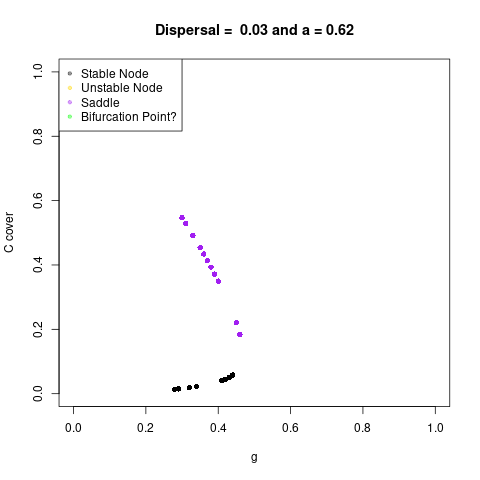 Dispersal =  0.03 and a = 0.62
Stable Node
Unstable Node
Saddle
Bifurcation Point?
C cover
1.0
0.8
0.6
0.4
0.2
0.0
0.0 0.2 0.4 0.6 0.8 1.0
g